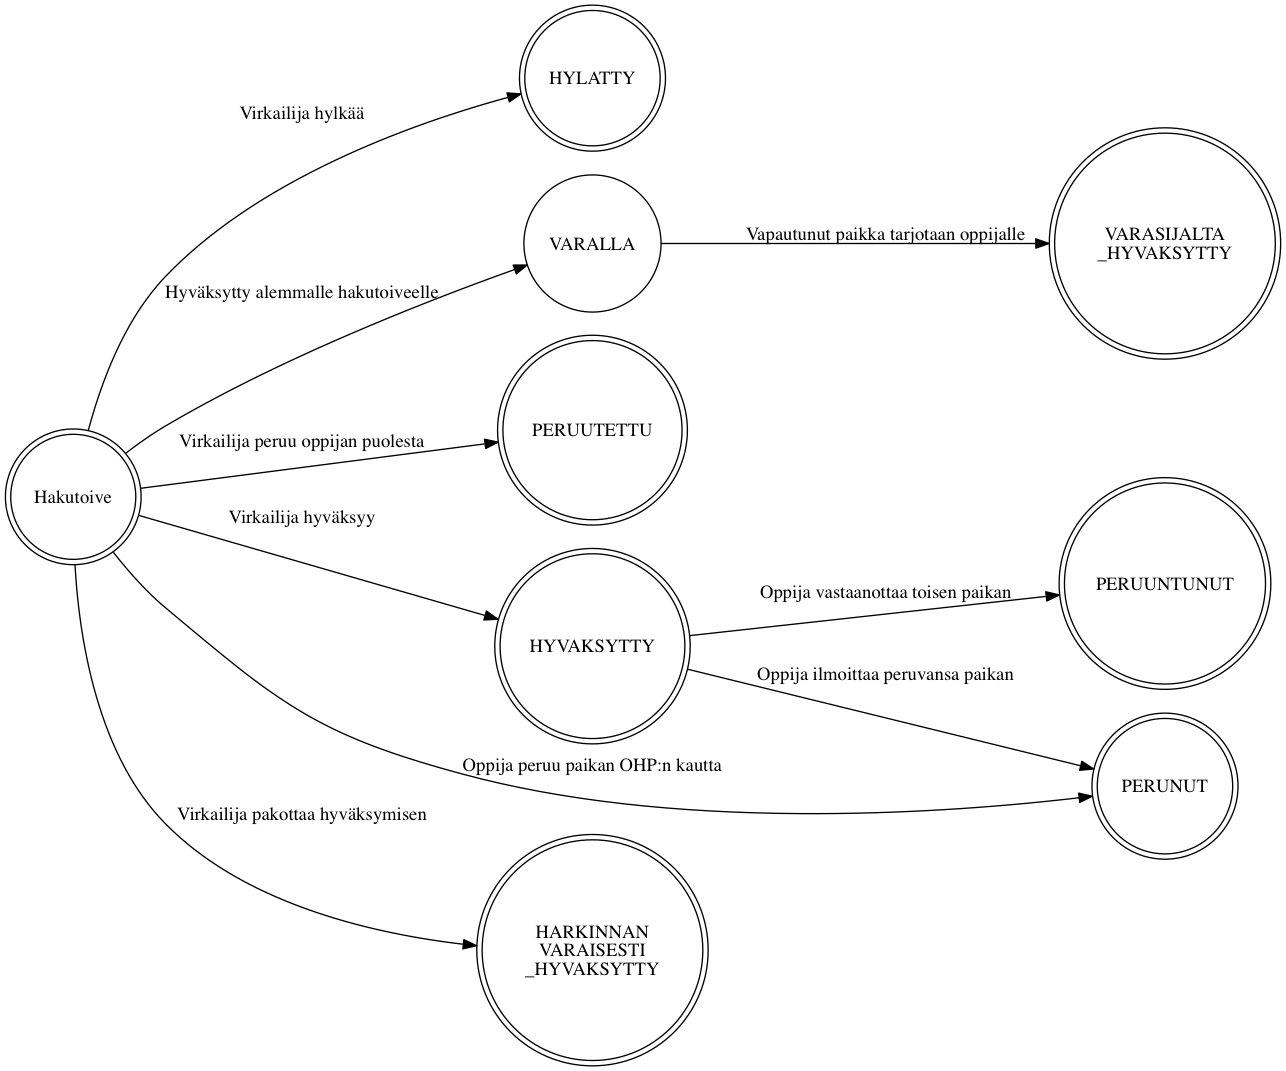 HYLATTY
Virkailija hylkää
VARALLA
Vapautunut paikka tarjotaan oppijalle
VARASIJALTA
_HYVAKSYTTY
Hyväksytty alemmalle hakutoiveelle
PERUUTETTU
Virkailija peruu oppijan puolesta
Hakutoive
Virkailija hyväksyy
HYVAKSYTTY
Oppija vastaanottaa toisen paikan
PERUUNTUNUT
Oppija ilmoittaa peruvansa paikan
Oppija peruu paikan OHP:n kautta
PERUNUT
Virkailija pakottaa hyväksymisen
HARKINNAN
VARAISESTI
_HYVAKSYTTY